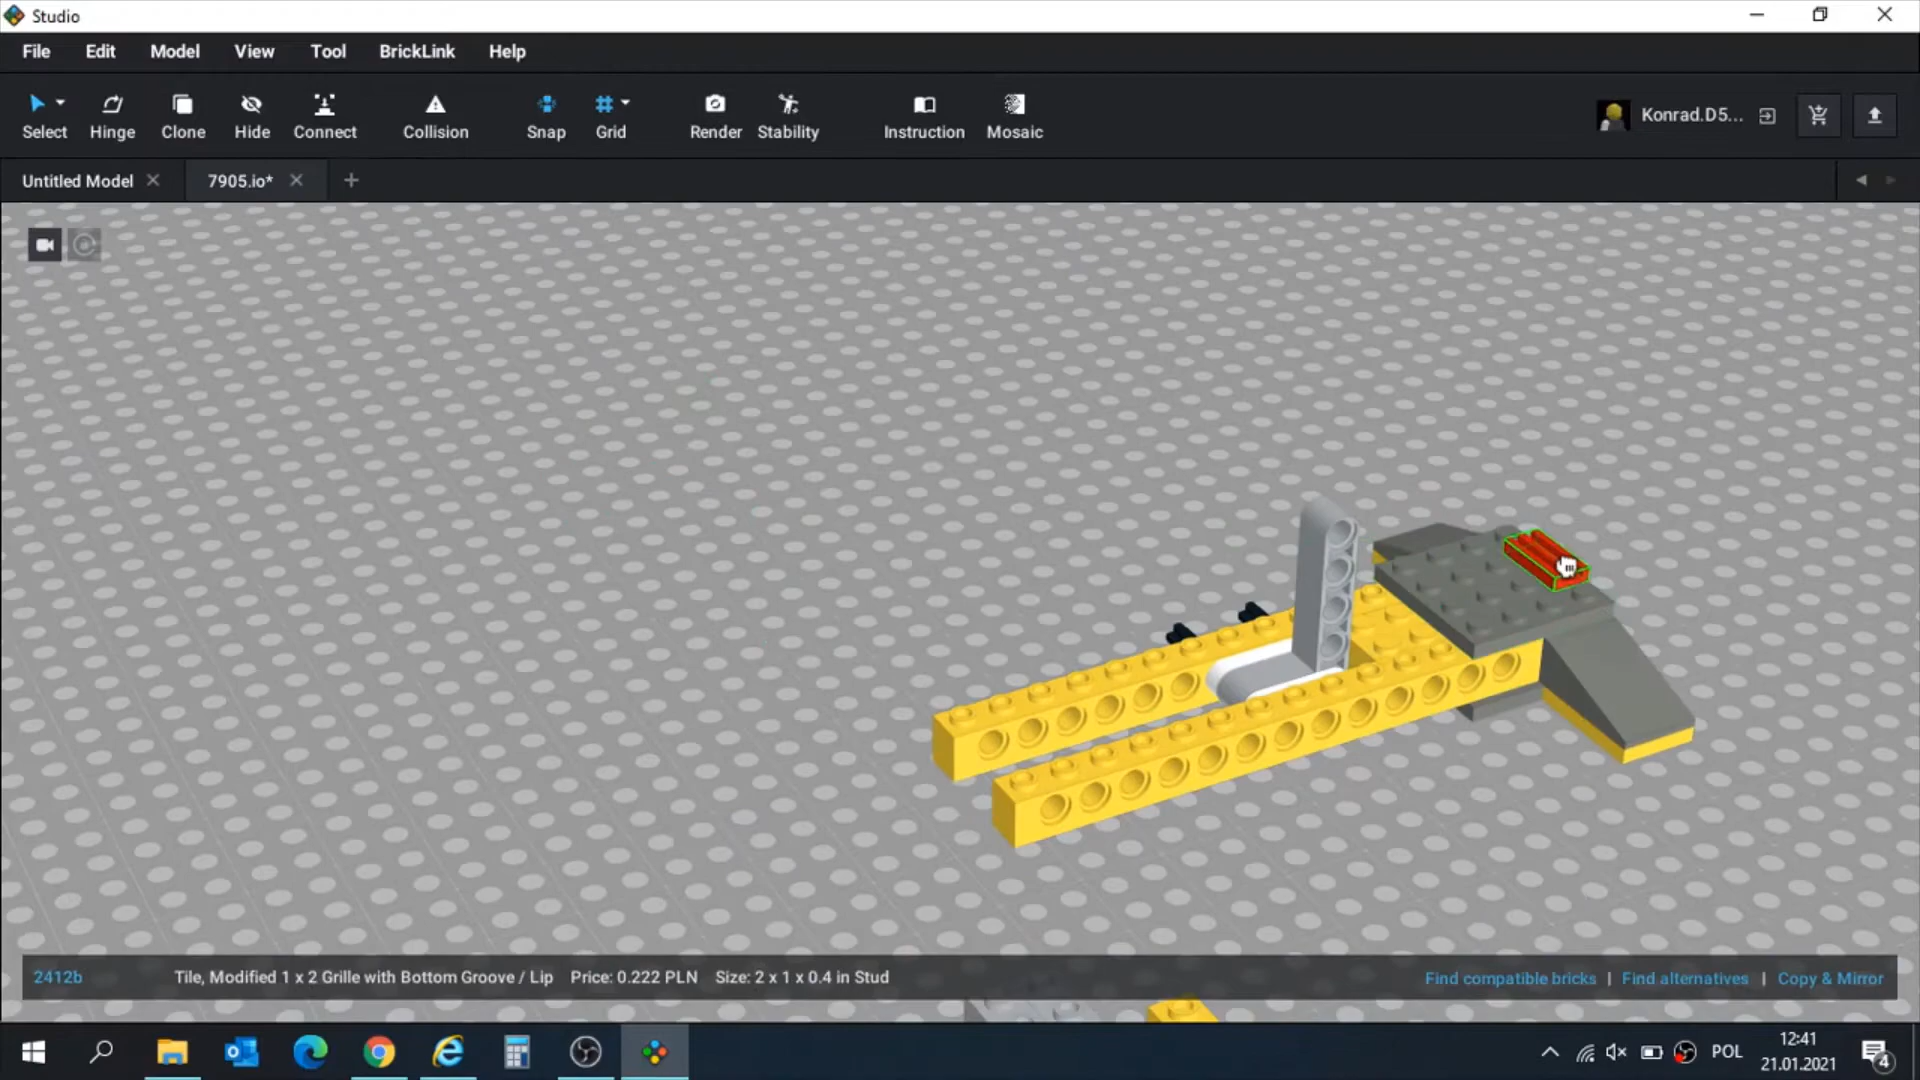 Studio
File Edit Model View Tool BrickLink Help
Select Hinge Clone Hide Connect Collision Snap Grid Render Stability Instruction Mosaic
Konrad.D5...
Untitled Model 7905.io*
2412b Tile, Modified 1 x 2 Grille with Bottom Groove / Lip Price: 0.222 PLN Size: 2 x 1 x 0.4 in Stud Find compatible bricks | Find alternatives | Copy & Mirror
POL
12:41
21.01.2021
4